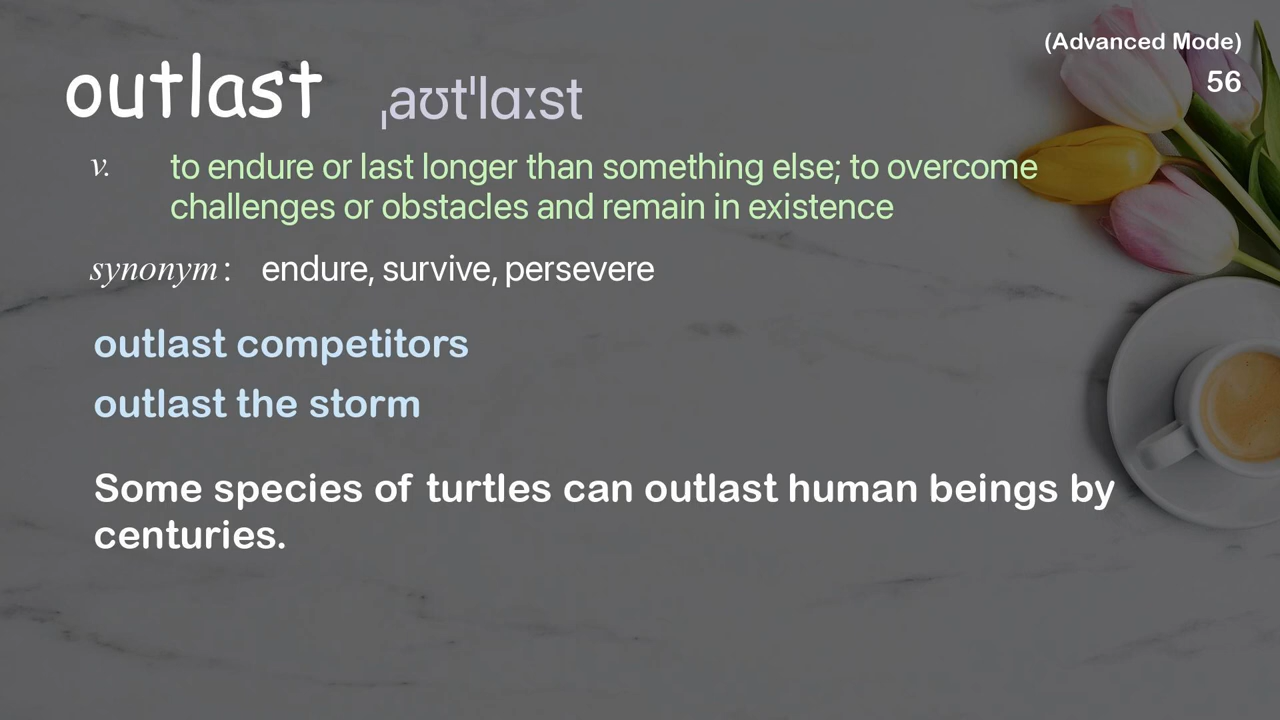 (Advanced Mode)
56
outlast ˌaʊtˈlɑːst
v. to endure or last longer than something else; to overcome
challenges or obstacles and remain in existence
synonym: endure, survive, persevere
outlast competitors
outlast the storm
Some species of turtles can outlast human beings by
centuries.